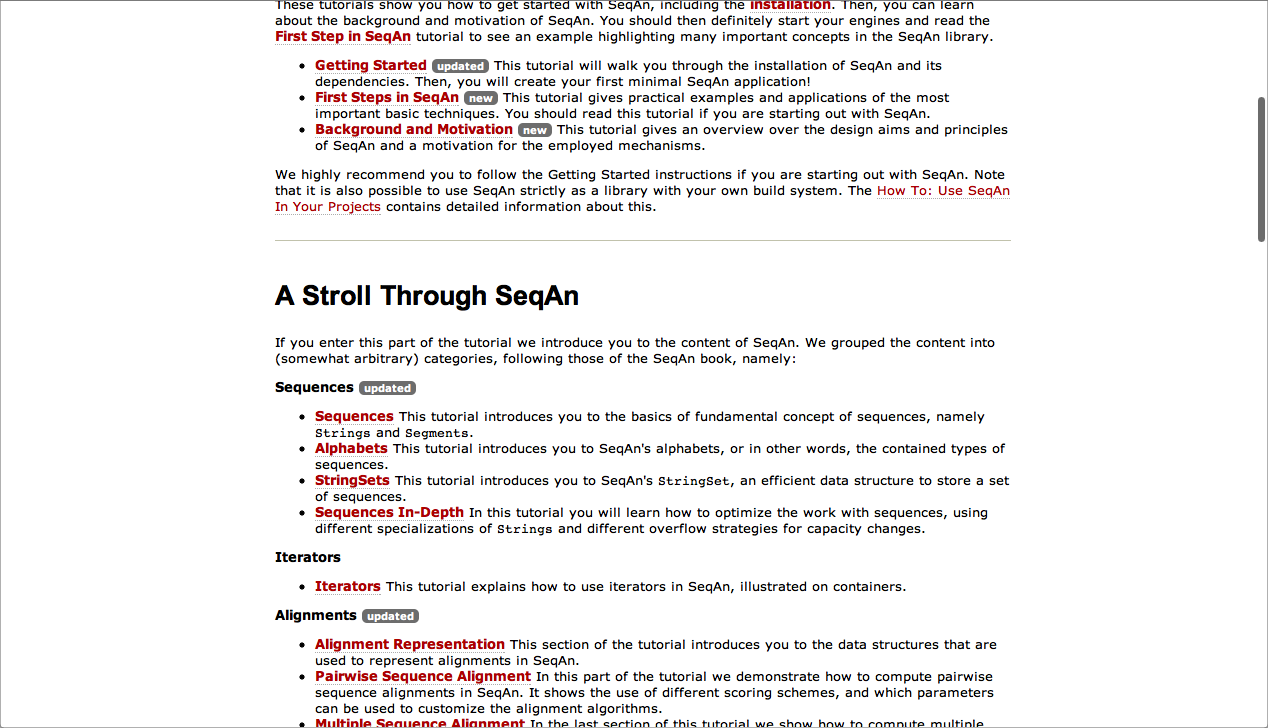 These tutorials show you how to get started with SeqAn, including the installation. Then, you can learn
about the background and motivation of SeqAn. You should then definitely start your engines and read the
First Step in SeqAn tutorial to see an example highlighting many important concepts in the SeqAn library.
• Getting Started updated This tutorial will walk you through the installation of SeqAn and its
dependencies. Then, you will create your first minimal SeqAn application!
• First Steps in SeqAn new This tutorial gives practical examples and applications of the most
important basic techniques. You should read this tutorial if you are starting out with SeqAn.
• Background and Motivation new This tutorial gives an overview over the design aims and principles
of SeqAn and a motivation for the employed mechanisms.
We highly recommend you to follow the Getting Started instructions if you are starting out with SeqAn. Note
that it is also possible to use SeqAn strictly as a library with your own build system. The How To: Use SeqAn
In Your Projects contains detailed information about this.
A Stroll Through SeqAn
If you enter this part of the tutorial we introduce you to the content of SeqAn. We grouped the content into
(somewhat arbitrary) categories, following those of the SeqAn book, namely:
Sequences updated
• Sequences This tutorial introduces you to the basics of fundamental concept of sequences, namely
Strings and Segments.
• Alphabets This tutorial introduces you to SeqAn's alphabets, or in other words, the contained types of
sequences.
• StringSets This tutorial introduces you to SeqAn's StringSet, an efficient data structure to store a set
of sequences.
• Sequences In-Depth In this tutorial you will learn how to optimize the work with sequences, using
different specializations of Strings and different overflow strategies for capacity changes.
Iterators
• Iterators This tutorial explains how to use iterators in SeqAn, illustrated on containers.
Alignments updated
• Alignment Representation This section of the tutorial introduces you to the data structures that are
used to represent alignments in SeqAn.
• Pairwise Sequence Alignment In this part of the tutorial we demonstrate how to compute pairwise
sequence alignments in SeqAn. It shows the use of different scoring schemes, and which parameters
can be used to customize the alignment algorithms.
• Multiple Sequence Alignment In the last section of this tutorial we show how to compute multiple